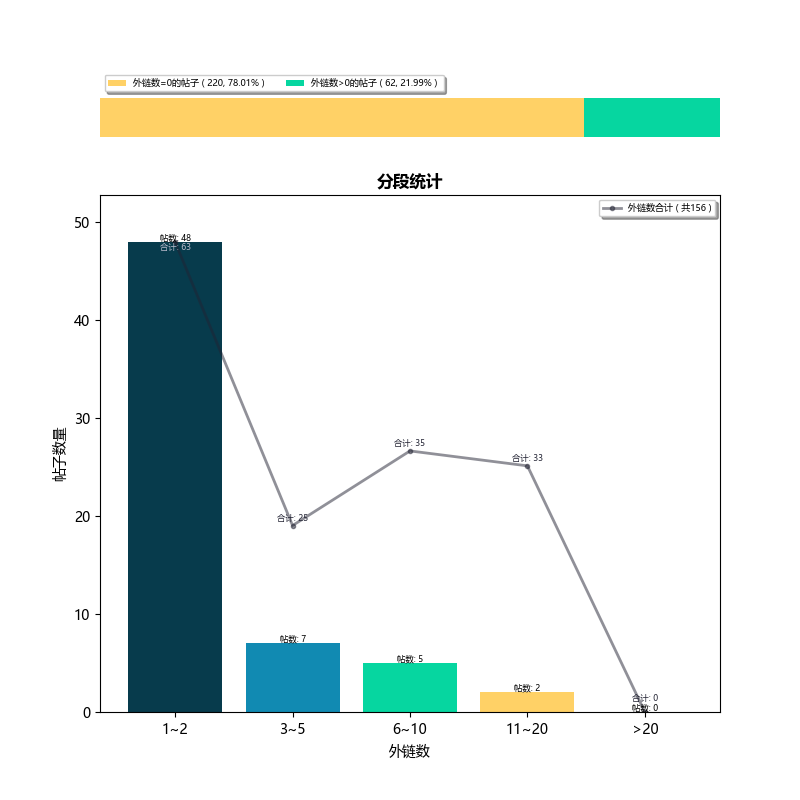 外链数=0的帖子 ( 220, 78.01% )
外链数>0的帖子 ( 62, 21.99% )
分段统计
外链数合计 ( 共156 )
50
40
30
20
10
0
帖子数量
帖数: 48
合计: 63
合计: 25
合计: 35
合计: 33
合计: 0
帖数: 7
帖数: 5
帖数: 2
帖数: 0
1~2
3~5
6~10
11~20
>20
外链数